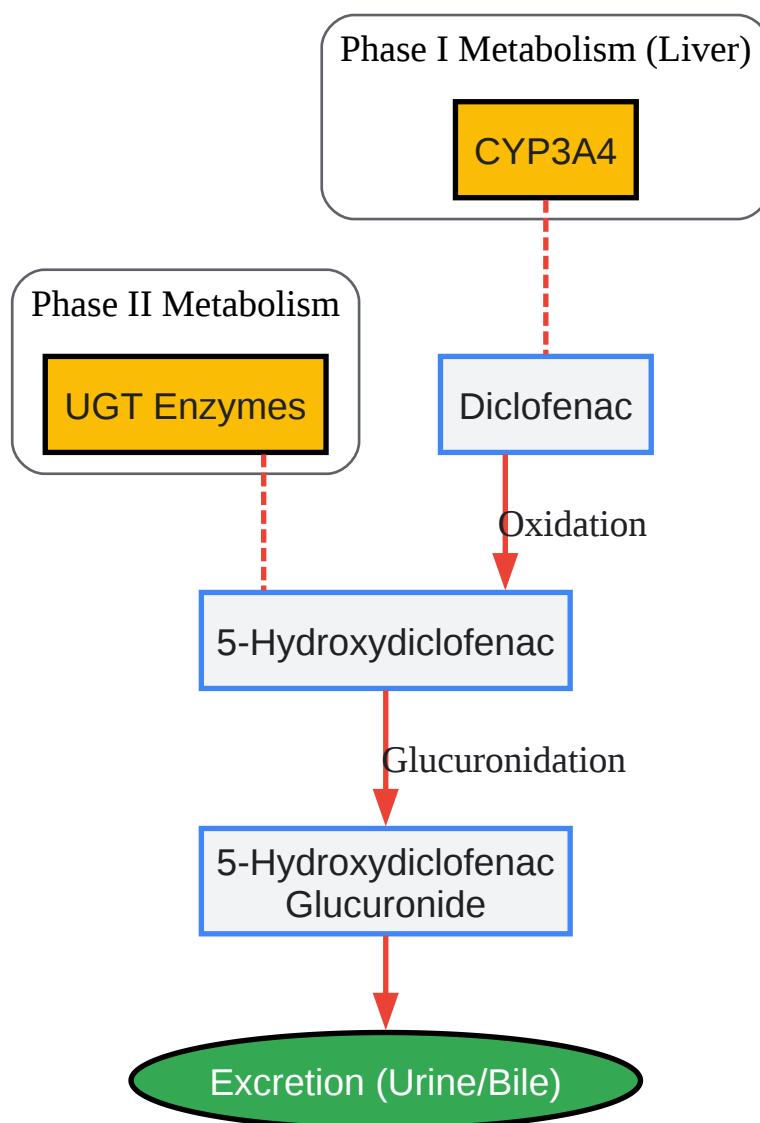 Phase I Metabolism (Liver)
CYP3A4
Phase II Metabolism
UGT Enzymes
Diclofenac
Oxidation
5-Hydroxydiclofenac
Glucuronidation
5-Hydroxydiclofenac
Glucuronide
Excretion (Urine/Bile)